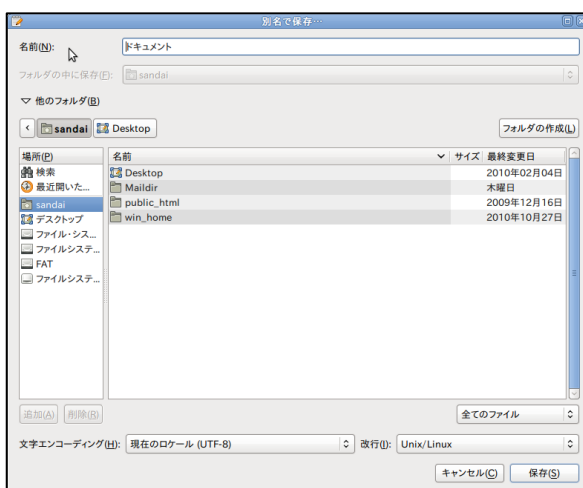 別名で保存…
名前(N): ドキュメント
フォルダの中に保存(F): sandai
他のフォルダ(B)
sandai Desktop フォルダの作成(L)
場所(P) 名前 サイズ 最終変更日
検索 Desktop 2010年02月04日
最近開いた... Maildir 木曜日
sandai public_html 2009年12月16日
デスクトップ win_home 2010年10月27日
ファイル・シス...
ファイルシステ...
FAT
ファイルシステ...
追加(A) 削除(R) 全てのファイル
文字エンコーディング(H): 現在のロケール (UTF-8) 改行(I): Unix/Linux
キャンセル(C) 保存(S)